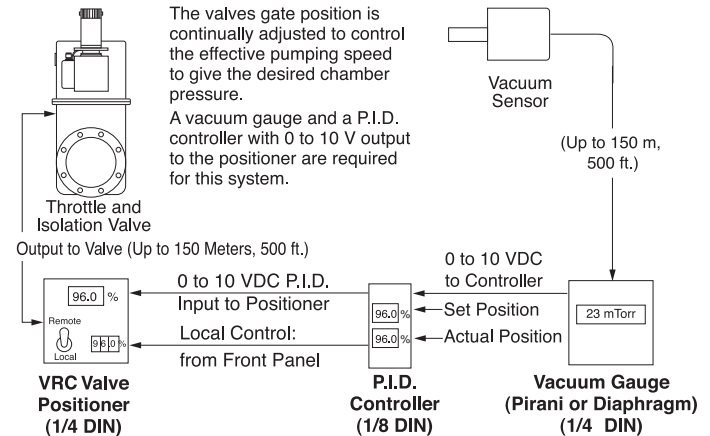 The valves gate position is
continually adjusted to control
the effective pumping speed
to give the desired chamber
pressure.
A vacuum gauge and a P.I.D.
controller with 0 to 10 V output
to the positioner are required
for this system.
Vacuum
Sensor
(Up to 150 m,
500 ft.)
Throttle and
Isolation Valve
Output to Valve (Up to 150 Meters, 500 ft.)
96.0 %
Remote
Local
96.0 %
0 to 10 VDC P.I.D.
Input to Positioner
Local Control:
from Front Panel
96.0 %
96.0 %
0 to 10 VDC
to Controller
Set Position
Actual Position
23 mTorr
VRC Valve
Positioner
(1/4 DIN)
P.I.D.
Controller
(1/8 DIN)
Vacuum Gauge
(Pirani or Diaphragm)
(1/4 DIN)